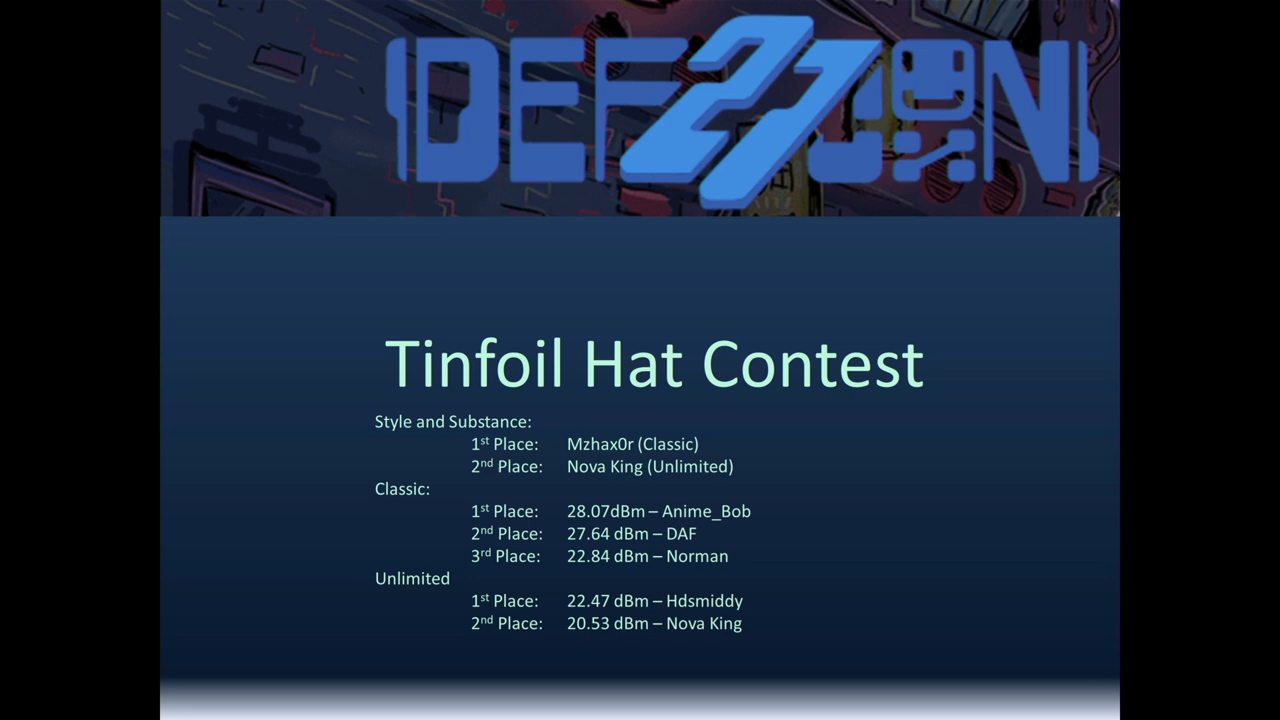 DEF 27 CON
Tinfoil Hat Contest
Style and Substance:
1st Place: Mzhax0r (Classic)
2nd Place: Nova King (Unlimited)
Classic:
1st Place: 28.07dBm – Anime_Bob
2nd Place: 27.64 dBm – DAF
3rd Place: 22.84 dBm – Norman
Unlimited
1st Place: 22.47 dBm – Hdsmiddy
2nd Place: 20.53 dBm – Nova King